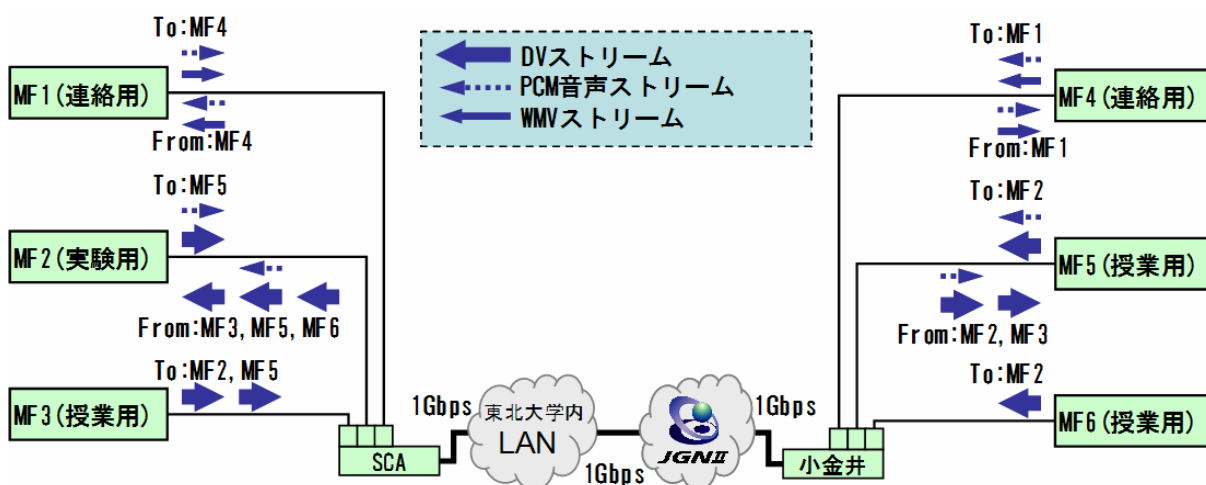 To:MF4
MF1(連絡用)
From:MF4
To:MF5
MF2(実験用)
From:MF3,MF5,MF6
To:MF2,MF5
MF3(授業用)
SCA
1Gbps
東北大学内
LAN
1Gbps
JGNⅡ
1Gbps
小金井
DVストリーム
PCM音声ストリーム
WMVストリーム
To:MF1
MF4(連絡用)
From:MF1
To:MF2
MF5(授業用)
From:MF2,MF3
To:MF2
MF6(授業用)